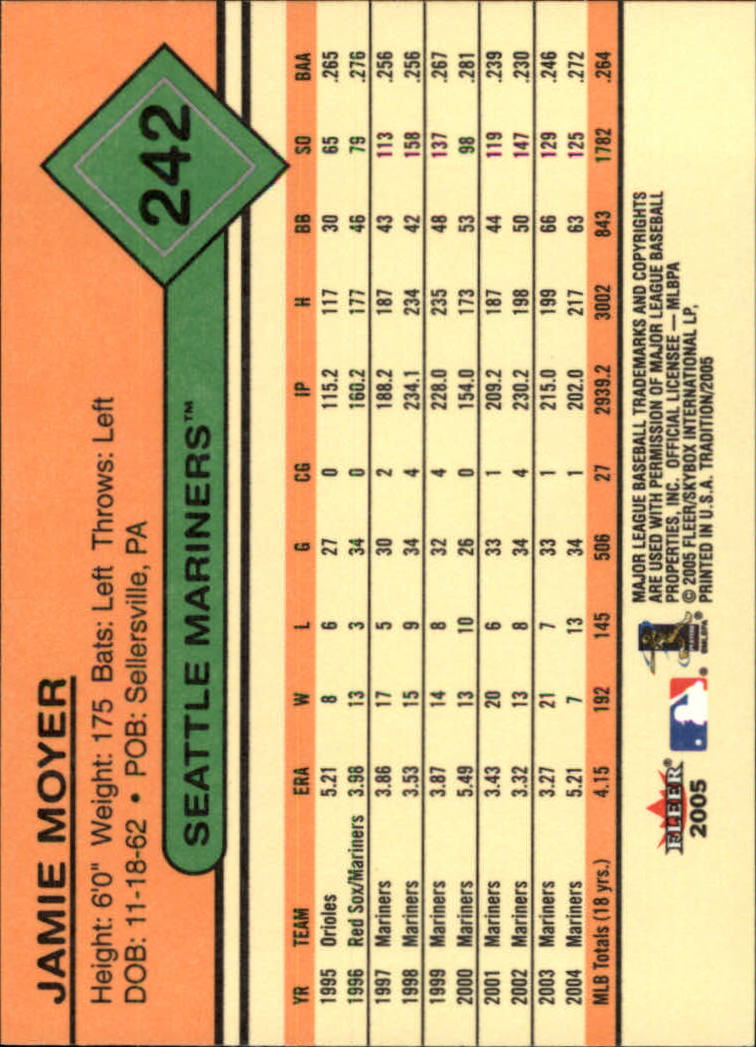 JAMIE MOYER
242
Height: 6'0" Weight: 175 Bats: Left Throws: Left
DOB: 11-18-62 • POB: Sellersville, PA
SEATTLE MARINERS™
YR TEAM ERA W L G CG IP H BB SO BAA
1995 Orioles 5.21 8 6 27 0 115.2 117 30 65 .265
1996 Red Sox/Mariners 3.98 13 3 34 0 160.2 177 46 79 .276
1997 Mariners 3.86 17 5 30 2 188.2 187 43 113 .256
1998 Mariners 3.53 15 9 34 4 234.1 234 42 158 .256
1999 Mariners 3.87 14 8 32 4 228.0 235 48 137 .267
2000 Mariners 5.49 13 10 26 0 154.0 173 53 98 .281
2001 Mariners 3.43 20 6 33 1 209.2 187 44 119 .239
2002 Mariners 3.32 13 8 34 4 230.2 198 50 147 .230
2003 Mariners 3.27 21 7 33 1 215.0 199 66 129 .246
2004 Mariners 5.21 7 13 34 1 202.0 217 63 125 .272
MLB Totals (18 yrs.) 4.15 192 145 506 27 2939.2 3002 843 1782 .264
FLEER®
2005
MAJOR LEAGUE BASEBALL TRADEMARKS AND COPYRIGHTS
ARE USED WITH PERMISSION OF MAJOR LEAGUE BASEBALL
PROPERTIES, INC. OFFICIAL LICENSEE — MLBPA
© 2005 FLEER/SKYBOX INTERNATIONAL LP,
PRINTED IN U.S.A. TRADITION/2005